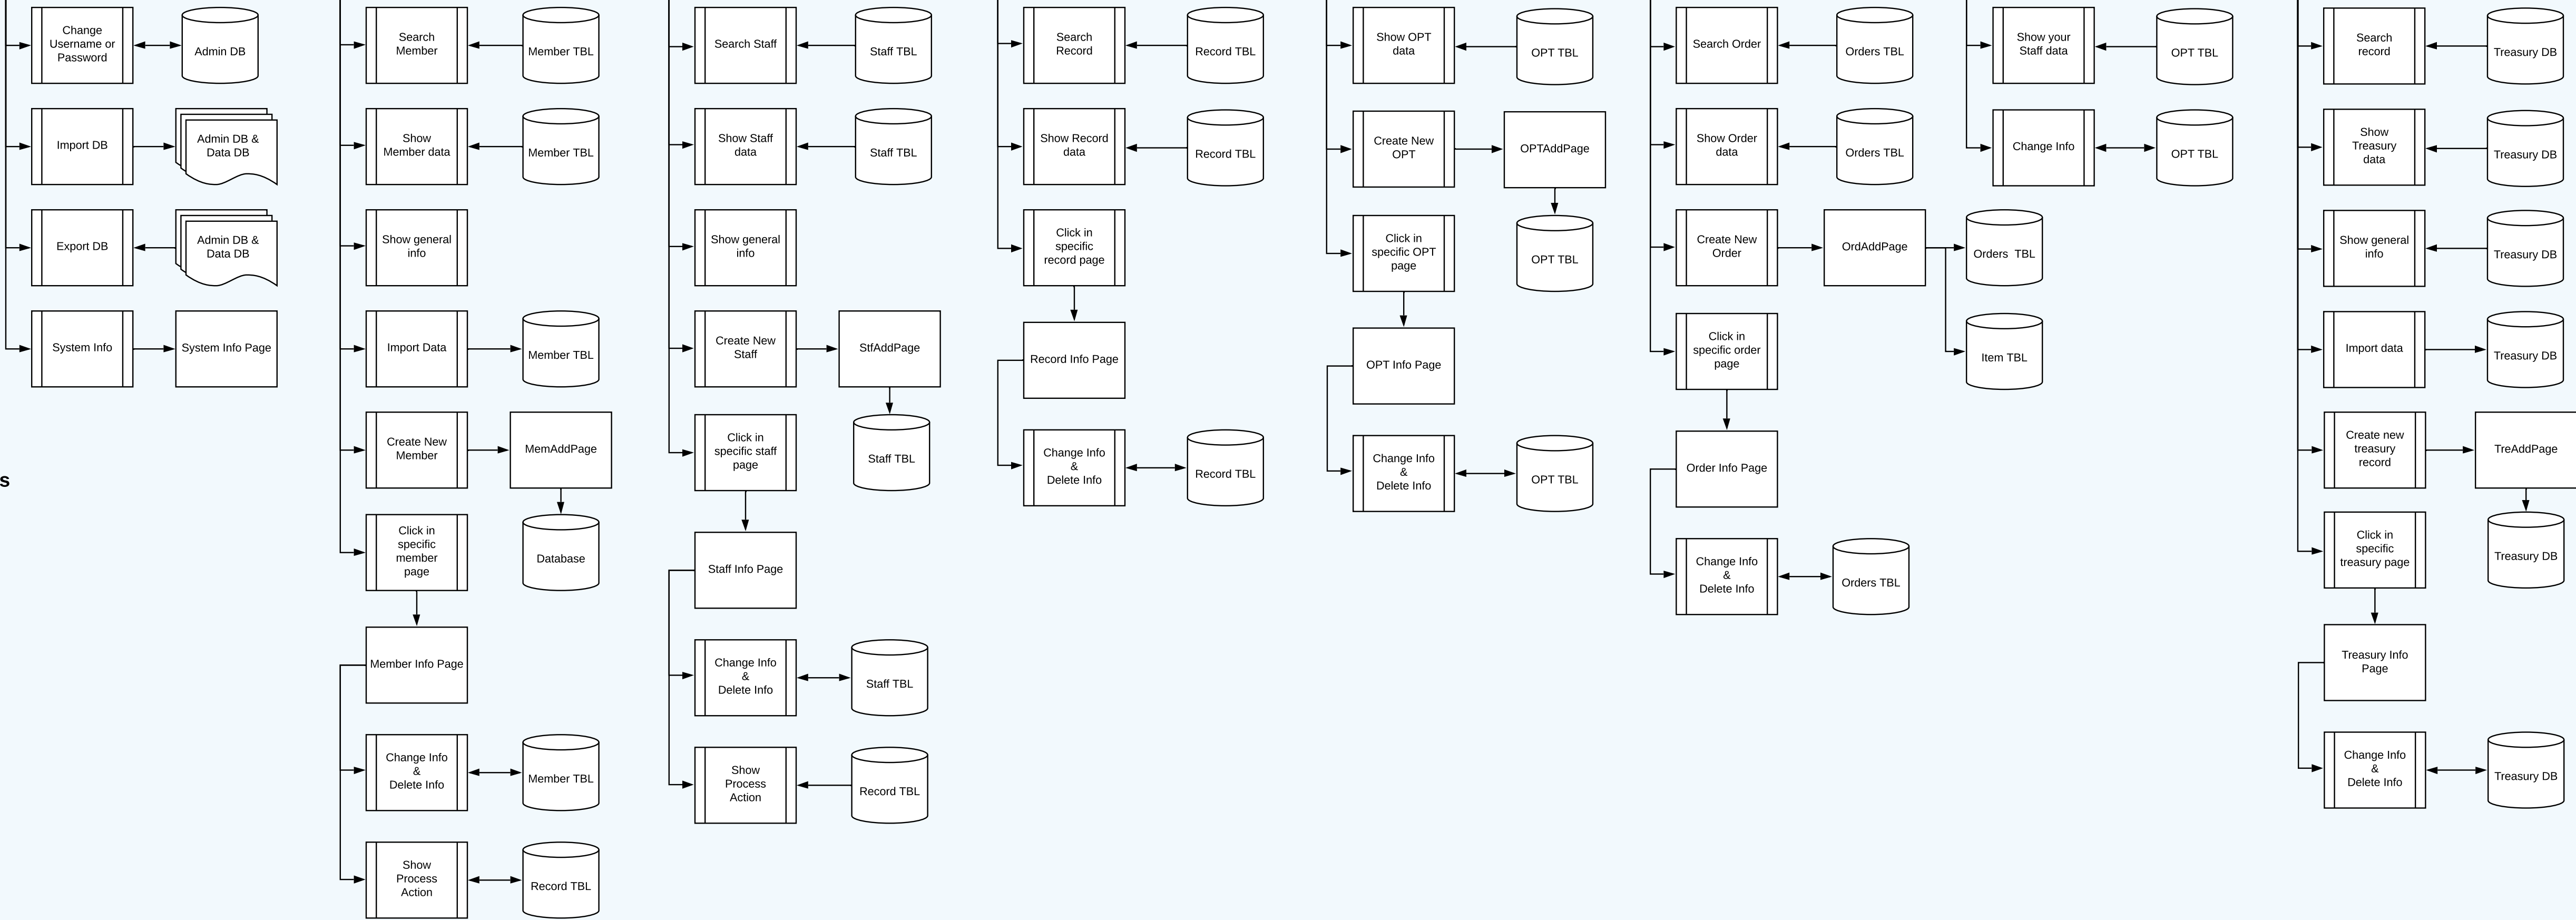 Change
Username or
Password
Admin DB
Import DB
Admin DB &
Data DB
Export DB
Admin DB &
Data DB
System Info
System Info Page
s
Search
Member
Member TBL
Show
Member data
Member TBL
Show general
info
Import Data
Member TBL
Create New
Member
MemAddPage
Database
Click in
specific
member
page
Member Info Page
Change Info
&
Delete Info
Member TBL
Show
Process
Action
Record TBL
Search Staff
Staff TBL
Show Staff
data
Staff TBL
Show general
info
Create New
Staff
StfAddPage
Staff TBL
Click in
specific staff
page
Staff Info Page
Change Info
&
Delete Info
Staff TBL
Show
Process
Action
Record TBL
Search
Record
Record TBL
Show Record
data
Record TBL
Click in
specific
record page
Record Info Page
Change Info
&
Delete Info
Record TBL
Show OPT
data
OPT TBL
Create New
OPT
OPTAddPage
OPT TBL
Click in
specific OPT
page
OPT Info Page
Change Info
&
Delete Info
OPT TBL
Search Order
Orders TBL
Show Order
data
Orders TBL
Create New
Order
OrdAddPage
Orders  TBL
Item TBL
Click in
specific order
page
Order Info Page
Change Info
&
Delete Info
Orders TBL
Show your
Staff data
OPT TBL
Change Info
OPT TBL
Search
record
Treasury DB
Show
Treasury
data
Treasury DB
Show general
info
Treasury DB
Import data
Treasury DB
Create new
treasury
record
TreAddPage
Treasury DB
Click in
specific
treasury page
Treasury Info
Page
Change Info
&
Delete Info
Treasury DB